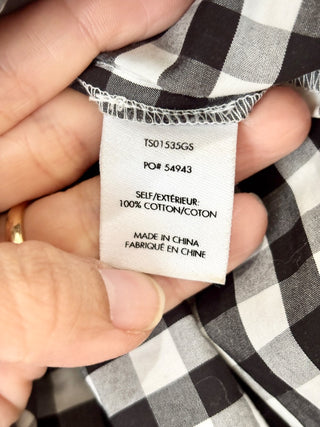 TS01535GS
PO# 54943
SELF/EXTÉRIEUR:
100% COTTON/COTON
MADE IN CHINA
FABRIQUÉ EN CHINE